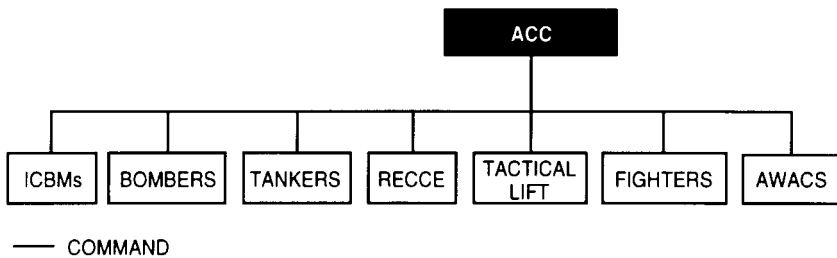 ACC
ICBMs
BOMBERS
TANKERS
RECCE
TACTICAL
LIFT
FIGHTERS
AWACS
COMMAND